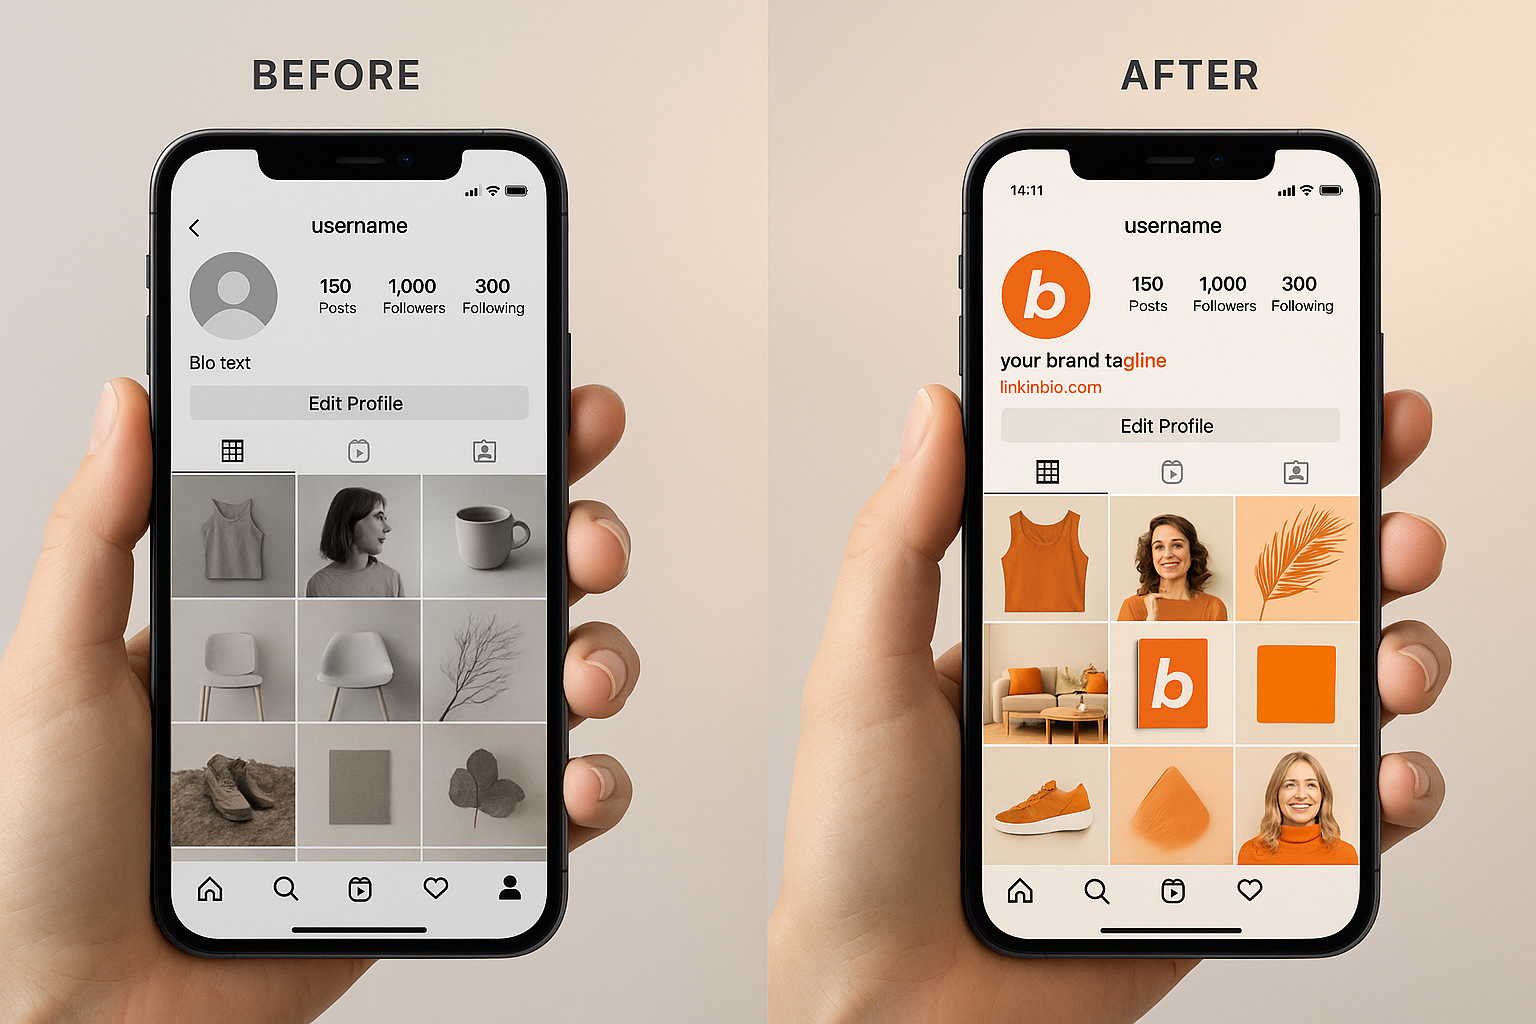 BEFORE
username
150 1,000 300
Posts Followers Following
Blo text
Edit Profile
AFTER
14:11
username
b
150 1,000 300
Posts Followers Following
your brand tagline
linkinbio.com
Edit Profile
b